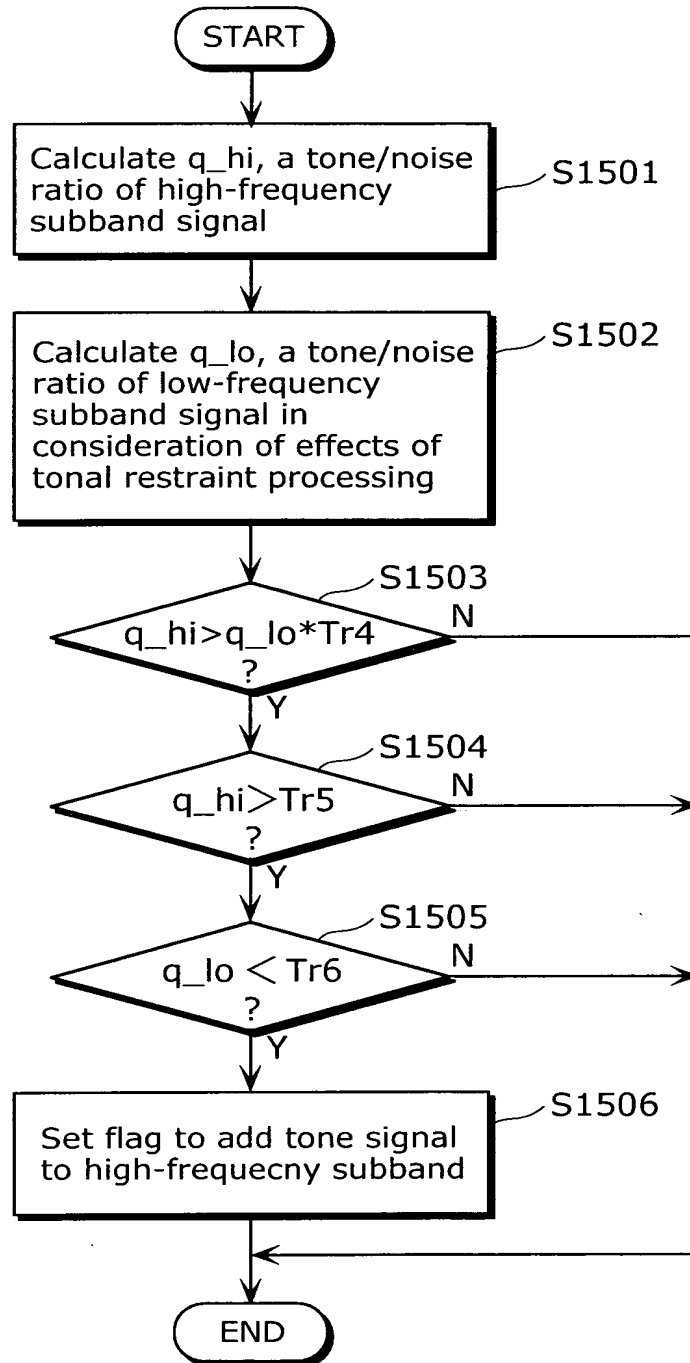 START
Calculate q_hi, a tone/noise
ratio of high-frequency
subband signal
S1501
Calculate q_lo, a tone/noise
ratio of low-frequency
subband signal in
consideration of effects of
tonal restraint processing
S1502
S1503
q_hi>q_lo*Tr4
?
N
Y
S1504
q_hi>Tr5
?
N
Y
S1505
q_lo < Tr6
?
N
Y
Set flag to add tone signal
to high-frequecny subband
S1506
END